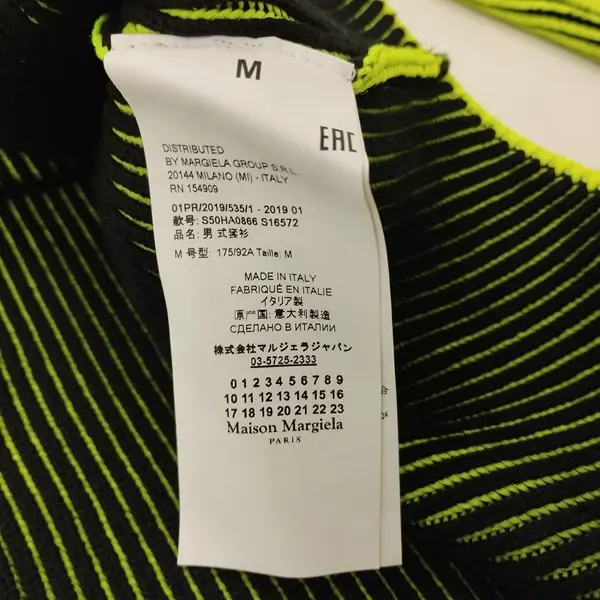 M
EAC
DISTRIBUTED
BY MARGIELA GROUP S.R.L.
20144 MILANO (MI) - ITALY
RN 154909
01PR/2019/535/1 - 2019 01
款号: S50HA0866 S16572
品名: 男 式
M 号型: 175/92A Taille: M
MADE IN ITALY
FABRIQUÉ EN ITALIE
イタリア製
原产国: 意大利製造
СДЕЛАНО В ИТАЛИИ
株式会社マルジェラジャパン
03-5725-2333
0 1 2 3 4 5 6 7 8 9
10 11 12 13 14 15 16
17 18 19 20 21 22 23
Maison Margiela
PARIS